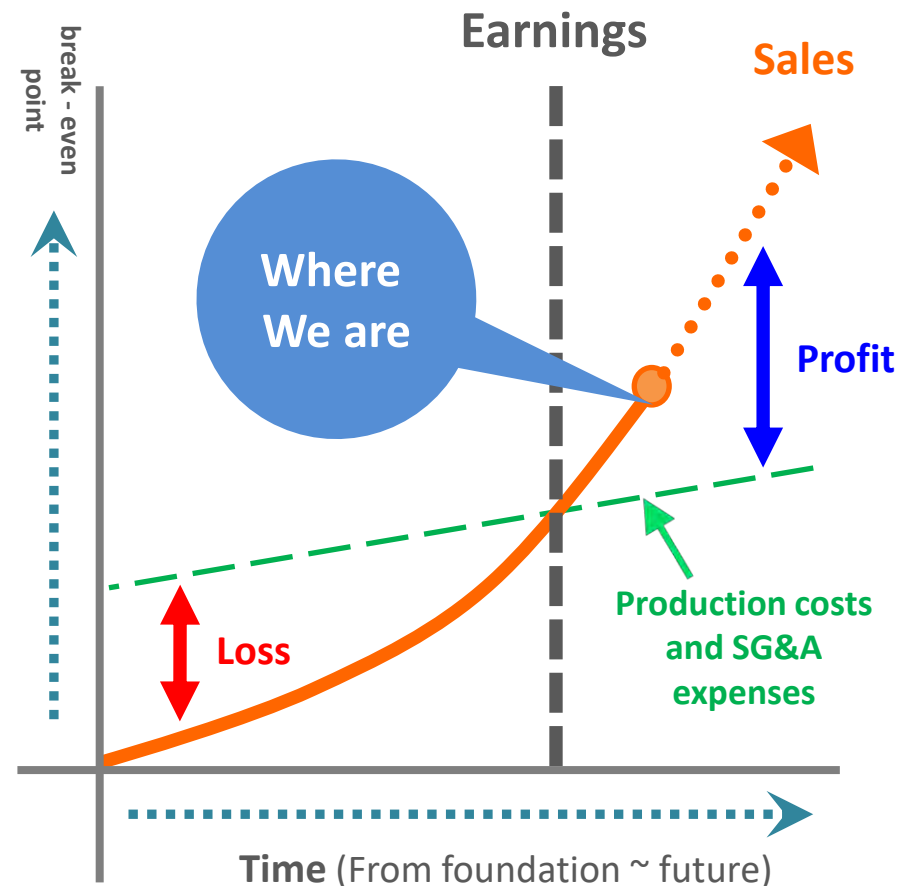 Earnings
Sales
break - even
point
Where
We are
Profit
Loss
Production costs
and SG&A
expenses
Time (From foundation ~ future)